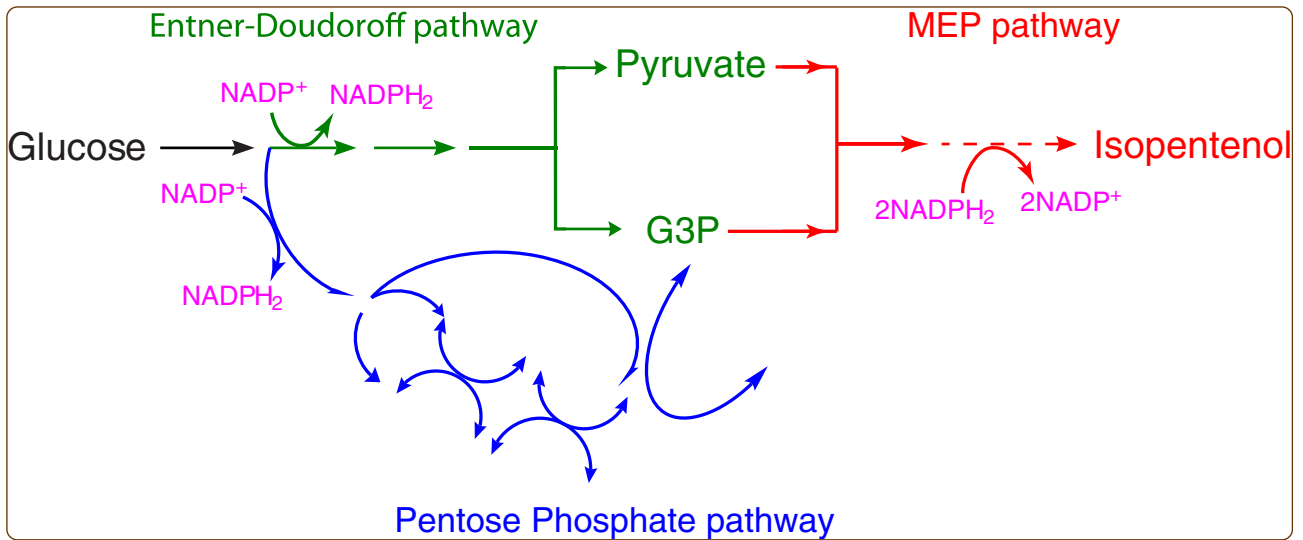 Entner-Doudoroff pathway
MEP pathway
Pyruvate
NADP⁺
NADPH₂
Glucose
Isopentenol
NADP⁺
2NADPH₂
2NADP⁺
G3P
NADPH₂
Pentose Phosphate pathway